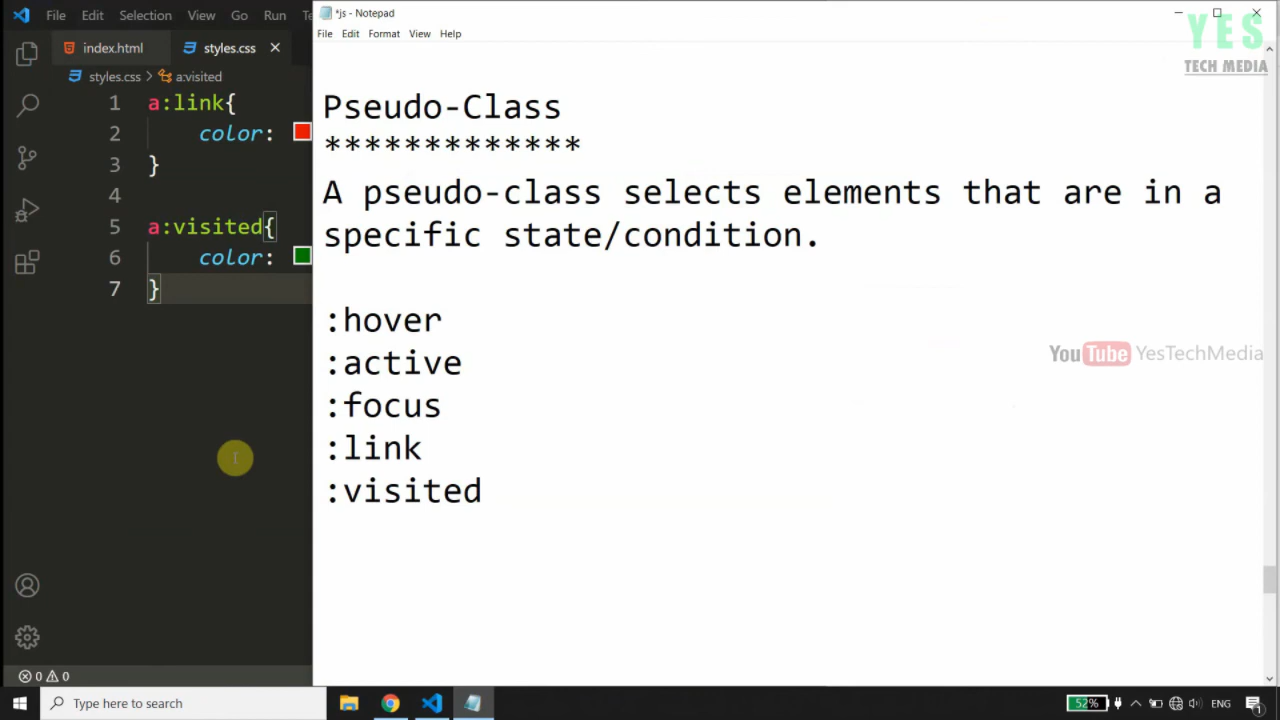 File Edit Selection View Go Run Te
index.html
styles.css
styles.css > a:visited
1 a:link{
2 color:
3 }
4
5 a:visited{
6 color:
7 }
0 0
*js - Notepad
File Edit Format View Help
Pseudo-Class
*************
A pseudo-class selects elements that are in a
specific state/condition.
:hover
:active
:focus
:link
:visited
YES
TECH MEDIA
YouTube YesTechMedia
Type here to search
52%
ENG
1